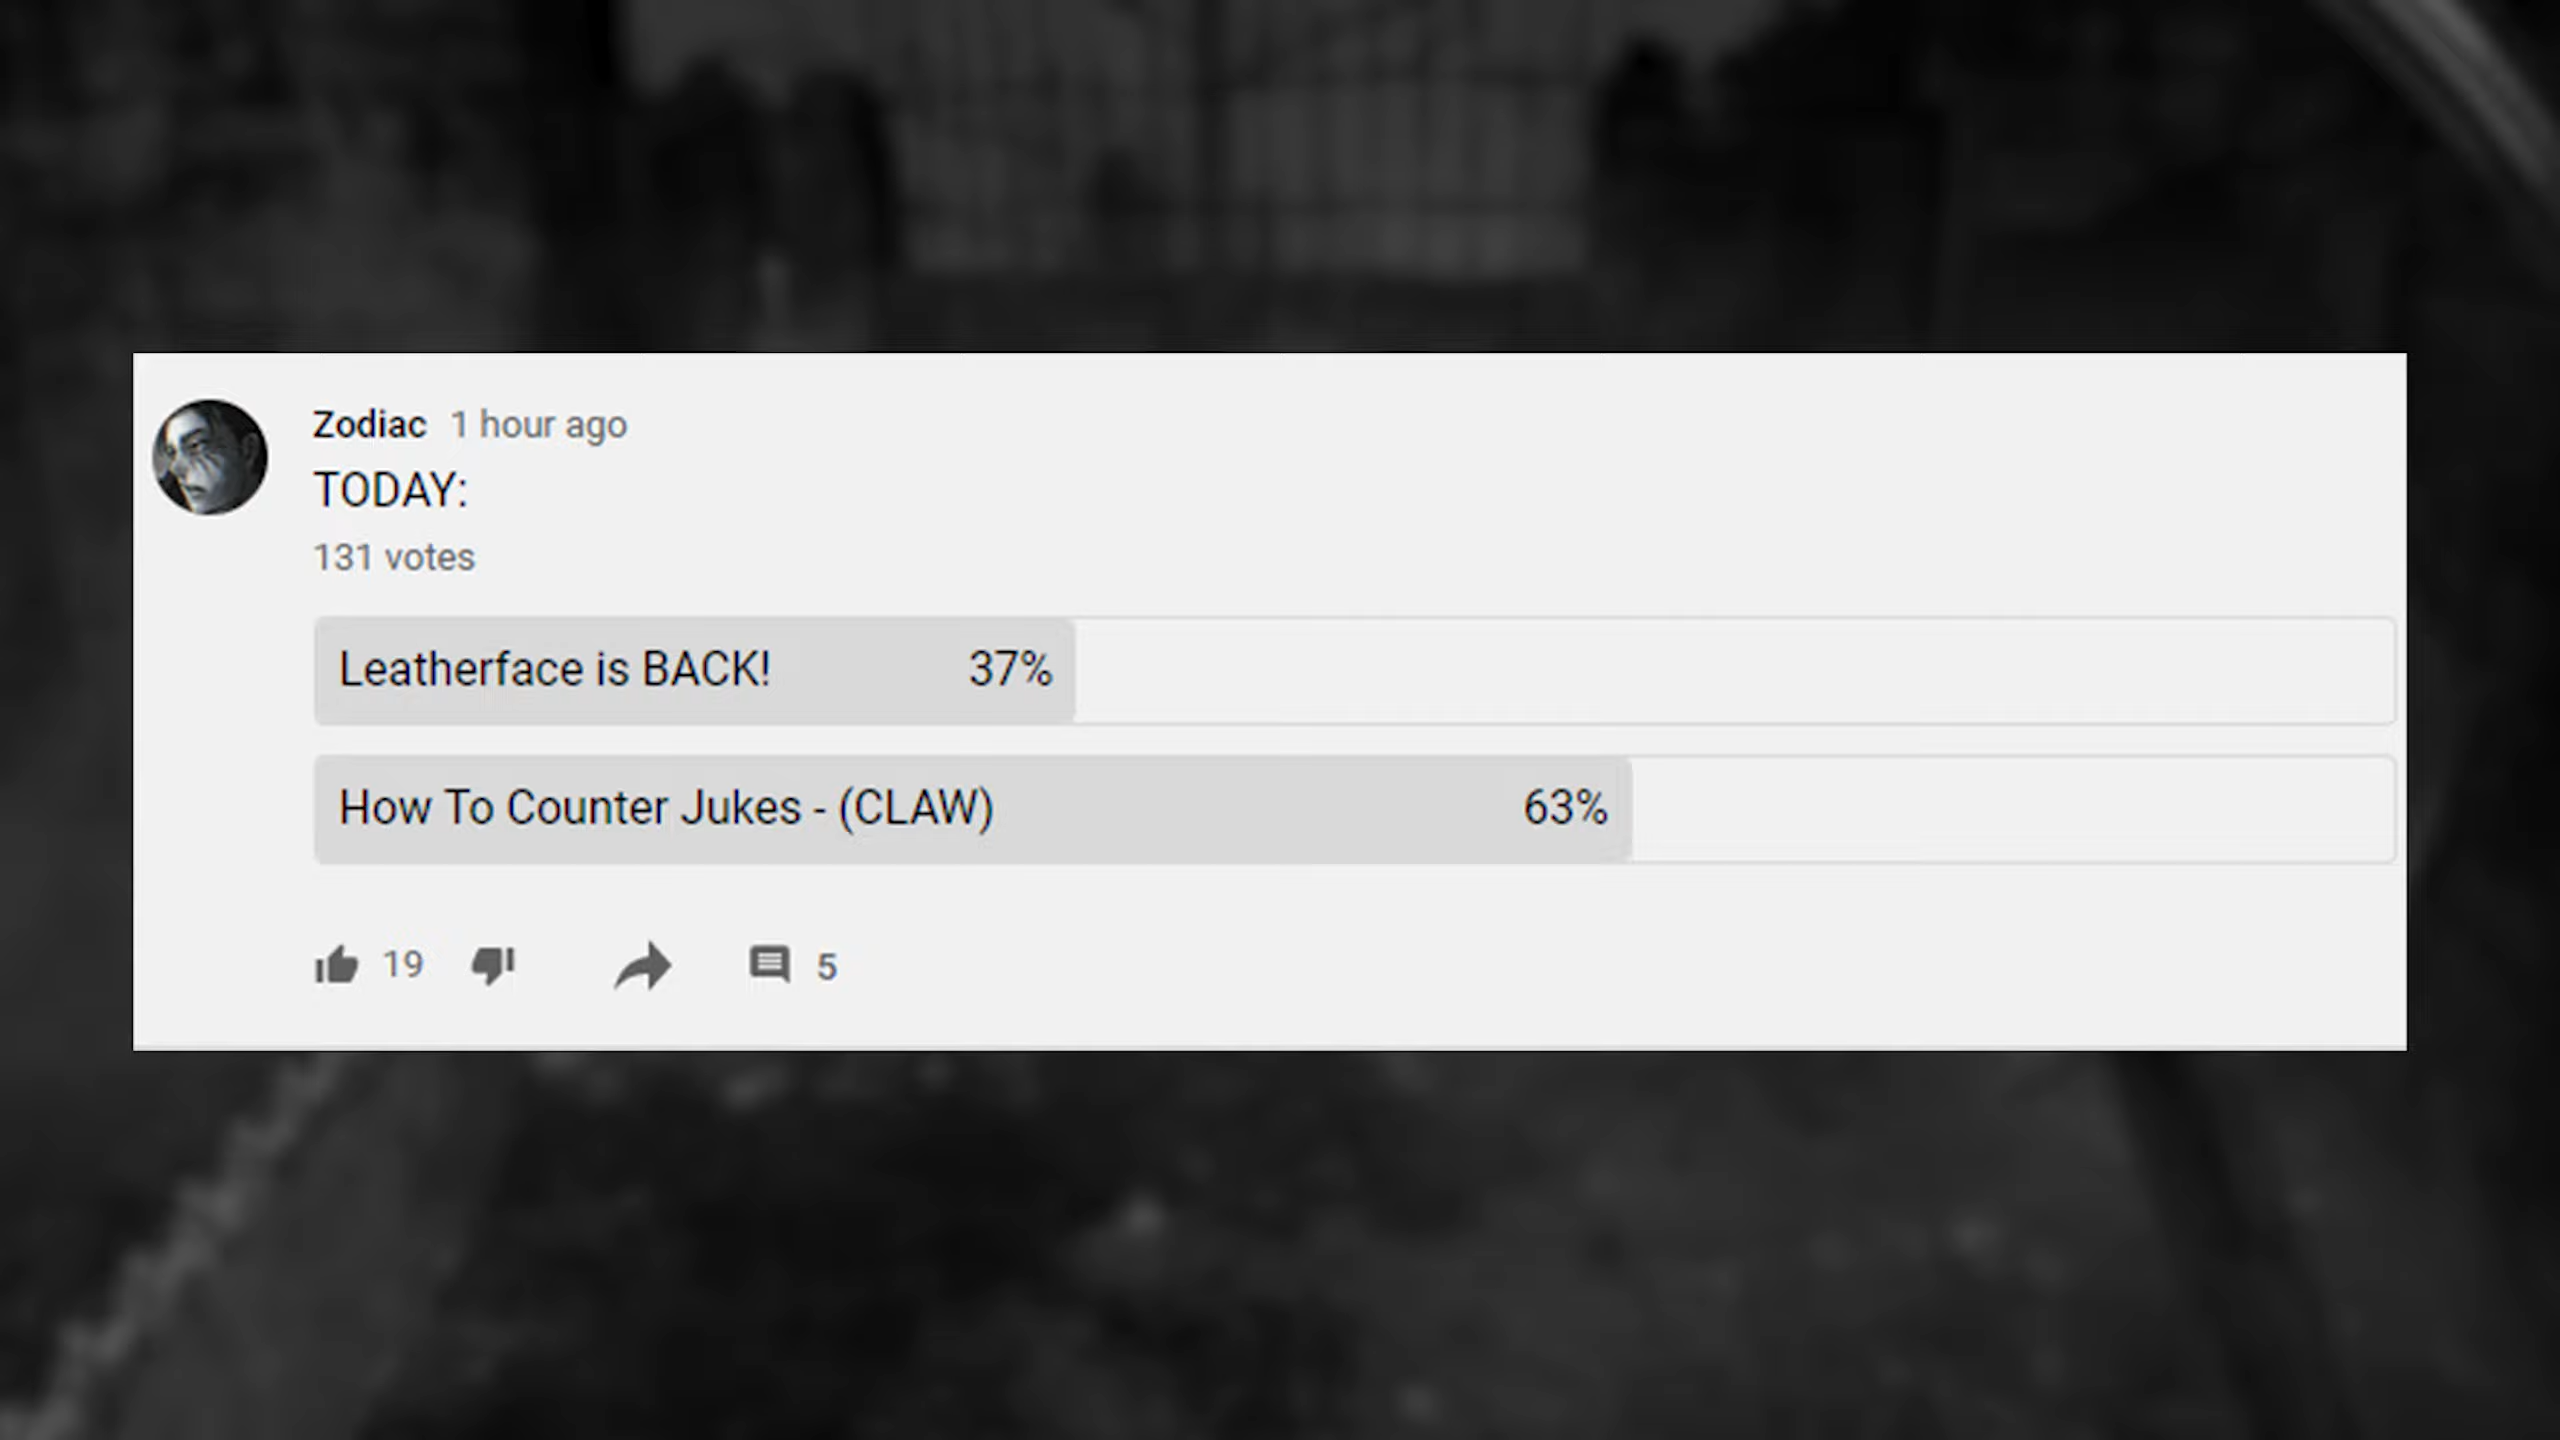 Zodiac 1 hour ago
TODAY:
131 votes
Leatherface is BACK! 37%
How To Counter Jukes - (CLAW) 63%
19 5